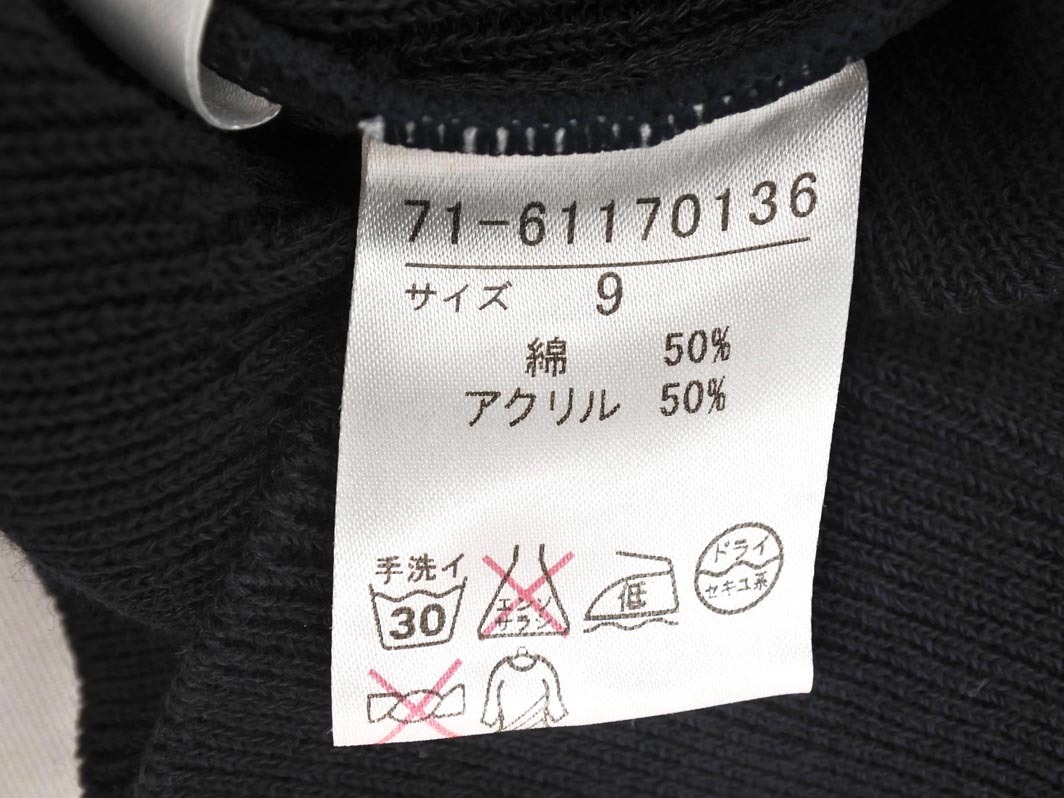 71-61170136
サイズ 9
綿 50%
アクリル 50%
手洗イ
30
エンソ
サラシ
低
ドライ
セキユ系